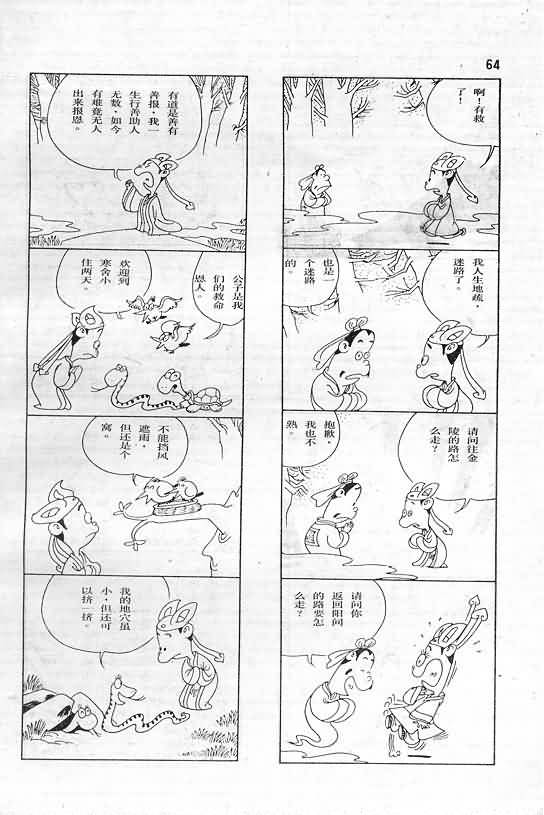 64
啊！有救
了！
我人生地疏，
迷路了。
也是一
个迷路
的。
请问往金
陵的路怎
么走？
抱歉，
我也不
熟。
请问你
返回阳间
的路要怎
么走？
有道是善有
善报，我一
生行善助人
无数，如今
有难竟无人
出来报恩。
公子是我
们的救命
恩人。
欢迎到
寒舍小
住两天。
不能挡风
遮雨，
但还是个
窝。
我的地穴虽
小，但还可
以挤一挤。